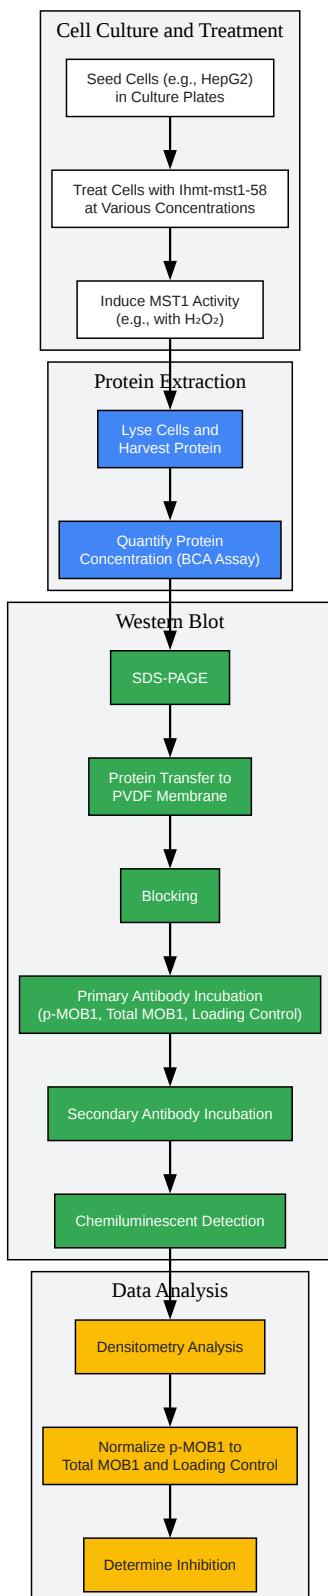 Cell Culture and Treatment
Seed Cells (e.g., HepG2)
in Culture Plates
Treat Cells with Ihmt-mst1-58
at Various Concentrations
Induce MST1 Activity
(e.g., with H₂O₂)
Protein Extraction
Lyse Cells and
Harvest Protein
Quantify Protein
Concentration (BCA Assay)
Western Blot
SDS-PAGE
Protein Transfer to
PVDF Membrane
Blocking
Primary Antibody Incubation
(p-MOB1, Total MOB1, Loading Control)
Secondary Antibody Incubation
Chemiluminescent Detection
Data Analysis
Densitometry Analysis
Normalize p-MOB1 to
Total MOB1 and Loading Control
Determine Inhibition